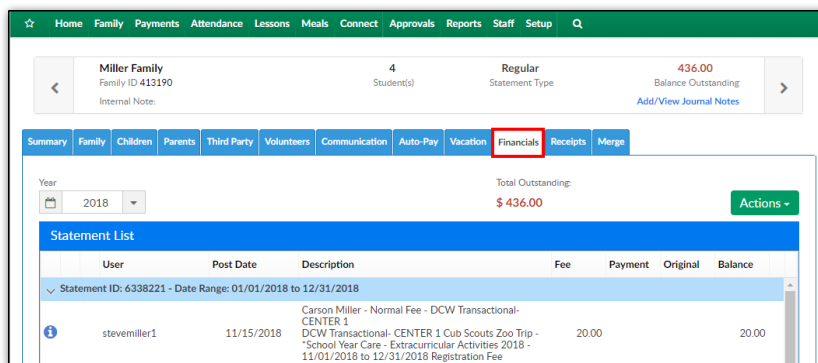 Home Family Payments Attendance Lessons Meals Connect Approvals Reports Staff Setup
Miller Family 4 Regular 436.00
Family ID 413190 Student(s) Statement Type Balance Outstanding
Internal Note: Add/View Journal Notes
Summary Family Children Parents Third Party Volunteers Communication Auto-Pay Vacation Financials Receipts Merge
Year Total Outstanding:
2018 $ 436.00 Actions
Statement List
User Post Date Description Fee Payment Original Balance
Statement ID: 6338221 - Date Range: 01/01/2018 to 12/31/2018
Carson Miller - Normal Fee - DCW Transactional-
CENTER 1
stevemiller1 11/15/2018 DCW Transactional- CENTER 1 Cub Scouts Zoo Trip - 20.00 20.00
*School Year Care - Extracurricular Activities 2018 -
11/01/2018 to 12/31/2018 Registration Fee